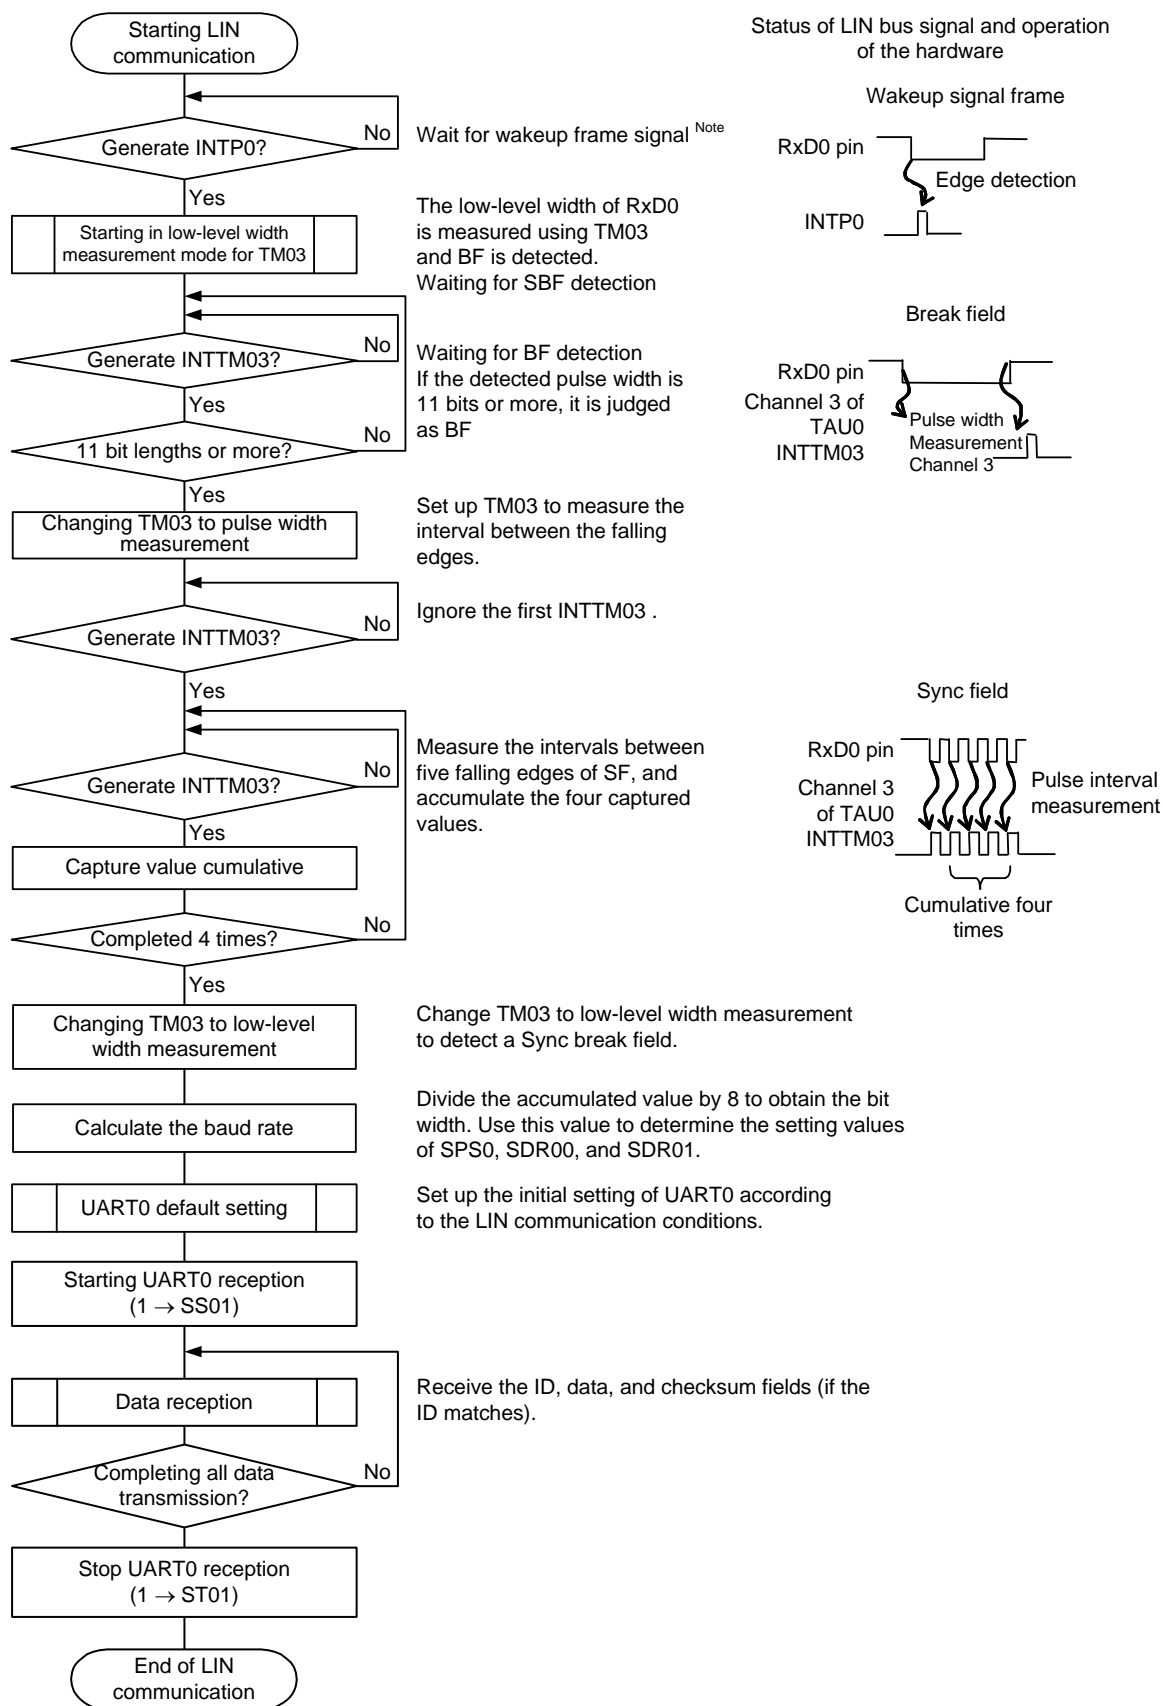 Starting LIN
communication
Status of LIN bus signal and operation
of the hardware
Wakeup signal frame
Generate INTP0?
No
Wait for wakeup frame signal Note
RxD0 pin
Edge detection
INTP0
Yes
Starting in low-level width
measurement mode for TM03
The low-level width of RxD0
is measured using TM03
and BF is detected.
Waiting for SBF detection
Break field
Generate INTTM03?
No
Waiting for BF detection
If the detected pulse width is
11 bits or more, it is judged
as BF
RxD0 pin
Channel 3 of
TAU0
INTTM03
Pulse width
Measurement
Channel 3
Yes
11 bit lengths or more?
No
Yes
Changing TM03 to pulse width
measurement
Set up TM03 to measure the
interval between the falling
edges.
Generate INTTM03?
No
Ignore the first INTTM03 .
Yes
Sync field
Generate INTTM03?
No
Measure the intervals between
five falling edges of SF, and
accumulate the four captured
values.
RxD0 pin
Channel 3
of TAU0
INTTM03
Pulse interval
measurement
Cumulative four
times
Yes
Capture value cumulative
Completed 4 times?
No
Yes
Changing TM03 to low-level
width measurement
Change TM03 to low-level width measurement
to detect a Sync break field.
Calculate the baud rate
Divide the accumulated value by 8 to obtain the bit
width. Use this value to determine the setting values
of SPS0, SDR00, and SDR01.
UART0 default setting
Set up the initial setting of UART0 according
to the LIN communication conditions.
Starting UART0 reception
(1 → SS01)
Data reception
Receive the ID, data, and checksum fields (if the
ID matches).
Completing all data
transmission?
No
Stop UART0 reception
(1 → ST01)
End of LIN
communication